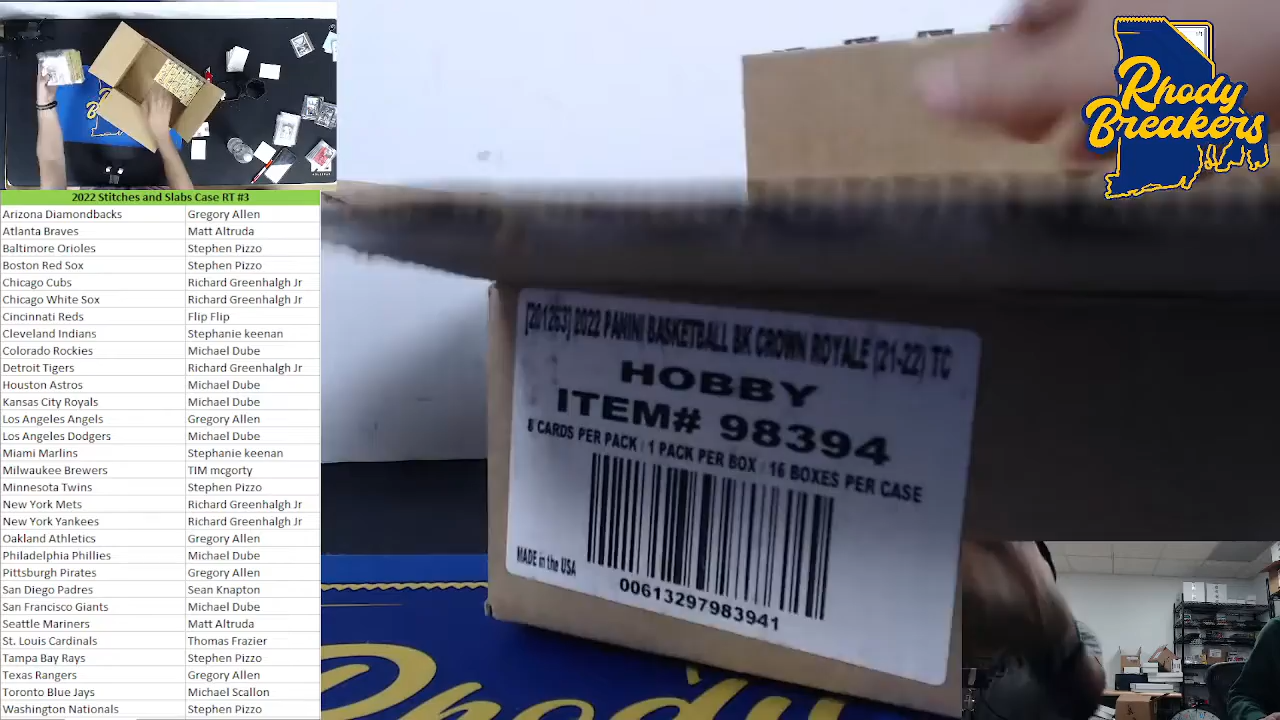 2022 Stitches and Slabs Case RT #3
Arizona Diamondbacks Gregory Allen
Atlanta Braves Matt Altruda
Baltimore Orioles Stephen Pizzo
Boston Red Sox Stephen Pizzo
Chicago Cubs Richard Greenhalgh Jr
Chicago White Sox Richard Greenhalgh Jr
Cincinnati Reds Flip Flip
Cleveland Indians Stephanie keenan
Colorado Rockies Michael Dube
Detroit Tigers Richard Greenhalgh Jr
Houston Astros Michael Dube
Kansas City Royals Michael Dube
Los Angeles Angels Gregory Allen
Los Angeles Dodgers Michael Dube
Miami Marlins Stephanie keenan
Milwaukee Brewers TIM mcgorty
Minnesota Twins Stephen Pizzo
New York Mets Richard Greenhalgh Jr
New York Yankees Richard Greenhalgh Jr
Oakland Athletics Gregory Allen
Philadelphia Phillies Michael Dube
Pittsburgh Pirates Gregory Allen
San Diego Padres Sean Knapton
San Francisco Giants Michael Dube
Seattle Mariners Matt Altruda
St. Louis Cardinals Thomas Frazier
Tampa Bay Rays Stephen Pizzo
Texas Rangers Gregory Allen
Toronto Blue Jays Michael Scallon
Washington Nationals Stephen Pizzo
Rhody
Breakers
[201263] 2022 PANINI BASKETBALL BK CROWN ROYALE (21-22) TC
HOBBY
ITEM# 98394
8 CARDS PER PACK / 1 PACK PER BOX / 16 BOXES PER CASE
MADE in the USA
00613297983941
Rhody